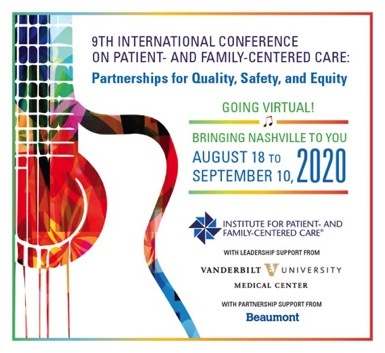 9TH INTERNATIONAL CONFERENCE
ON PATIENT- AND FAMILY-CENTERED CARE:
Partnerships for Quality, Safety, and Equity
GOING VIRTUAL!
BRINGING NASHVILLE TO YOU
AUGUST 18 TO
SEPTEMBER 10, 2020
INSTITUTE FOR PATIENT- AND
FAMILY-CENTERED CARE®
WITH LEADERSHIP SUPPORT FROM
VANDERBILT V UNIVERSITY
MEDICAL CENTER
WITH PARTNERSHIP SUPPORT FROM
Beaumont